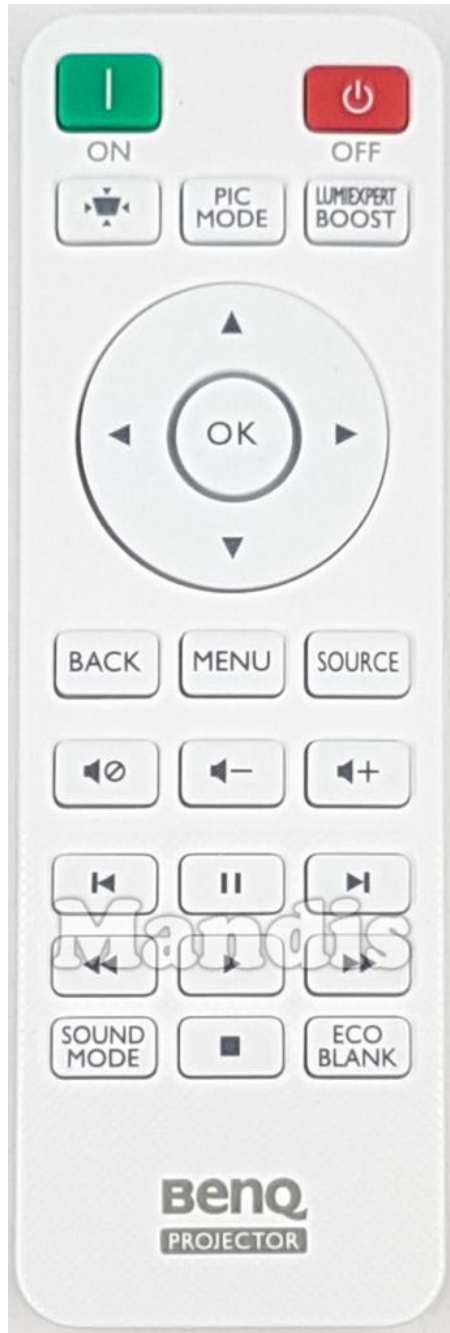 ON
OFF
PIC
MODE
LUMIEXPERT
BOOST
OK
BACK
MENU
SOURCE
Mandis
SOUND
MODE
ECO
BLANK
BenQ
PROJECTOR